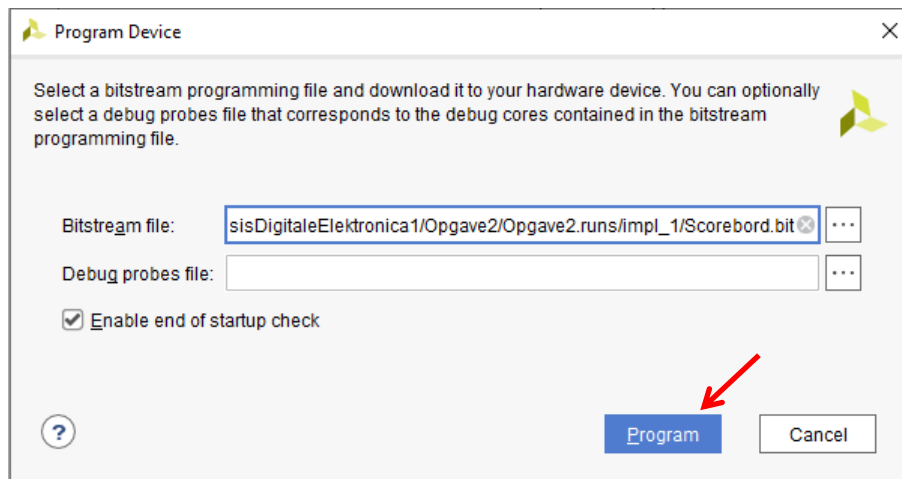 Program Device
Select a bitstream programming file and download it to your hardware device. You can optionally
select a debug probes file that corresponds to the debug cores contained in the bitstream
programming file.
Bitstream file: sisDigitaleElektronica1/Opgave2/Opgave2.runs/impl_1/Scorebord.bit ...
Debug probes file: ...
Enable end of startup check
? Program Cancel